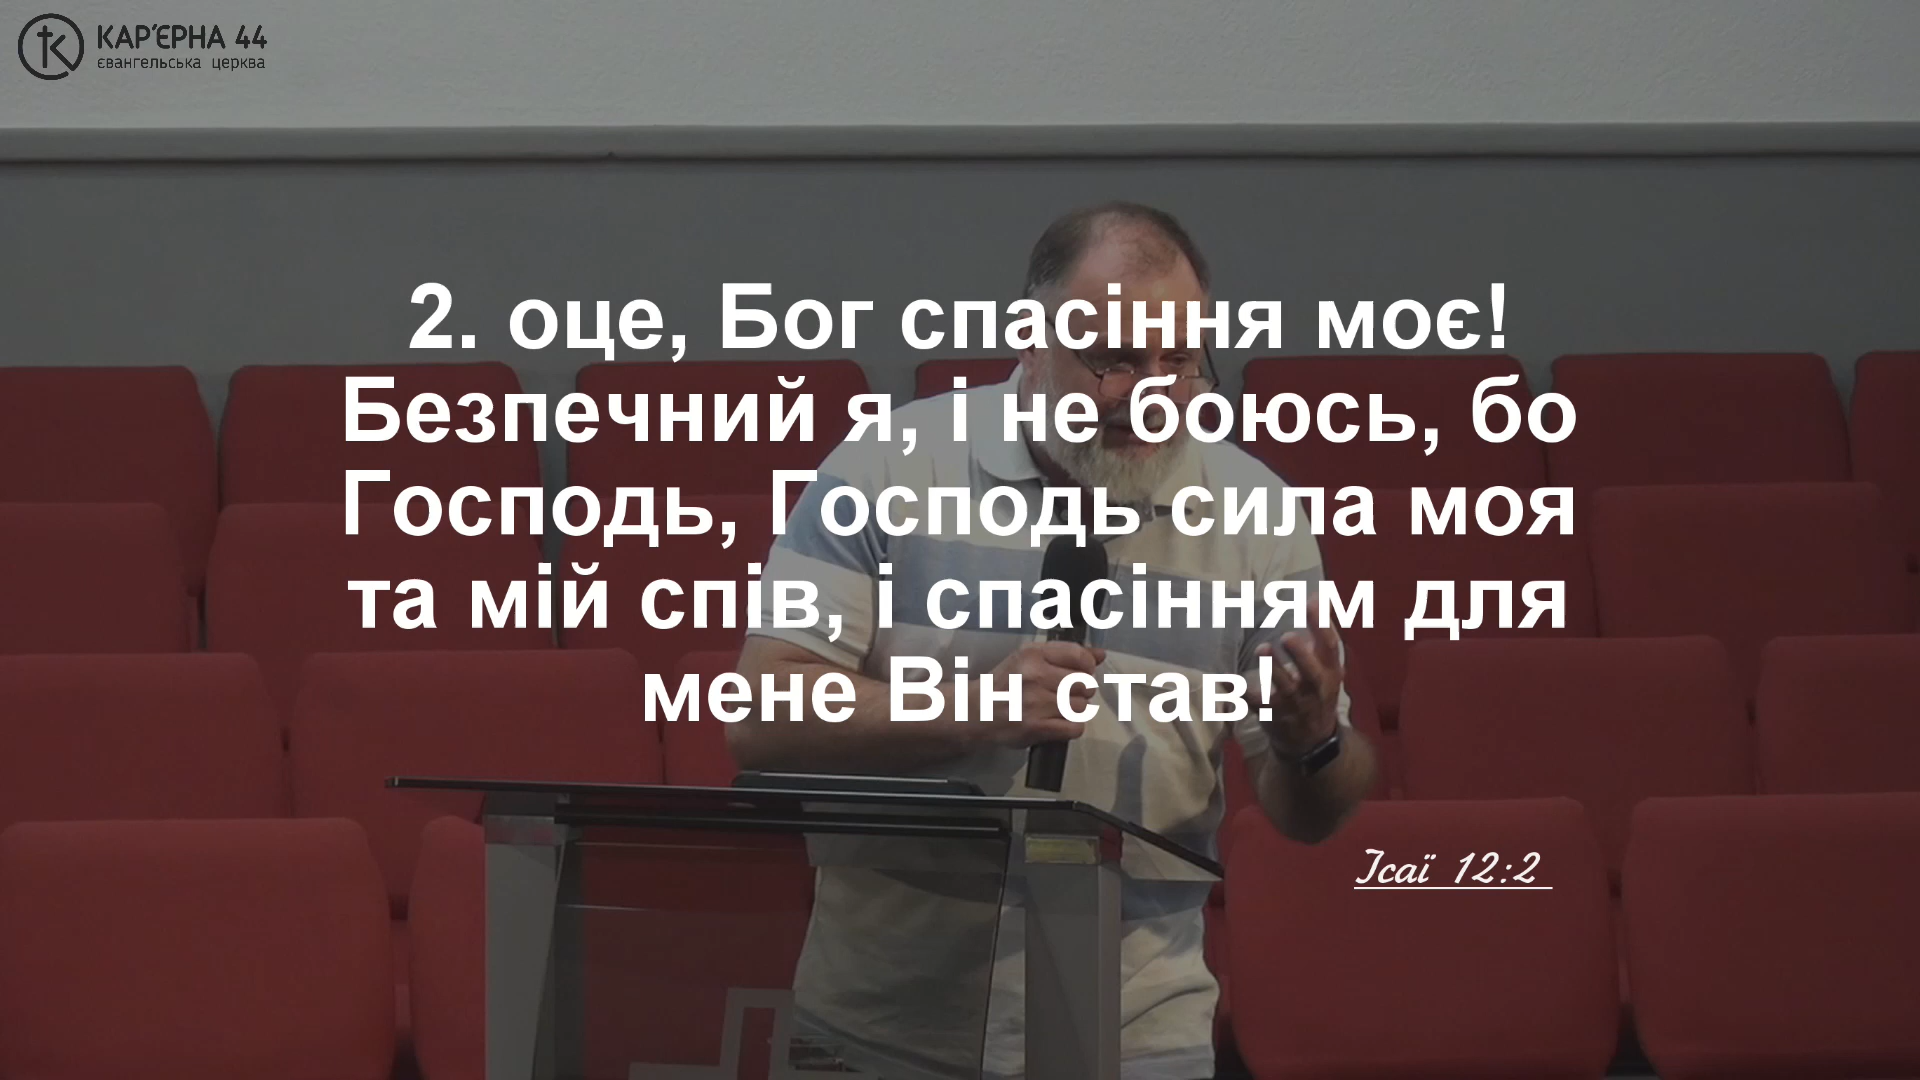 КАР'ЄРНА 44
євангельська церква
2. оце, Бог спасіння моє!
Безпечний я, і не боюсь, бо
Господь, Господь сила моя
та мій спів, і спасінням для
мене Він став!
Ісаї 12:2